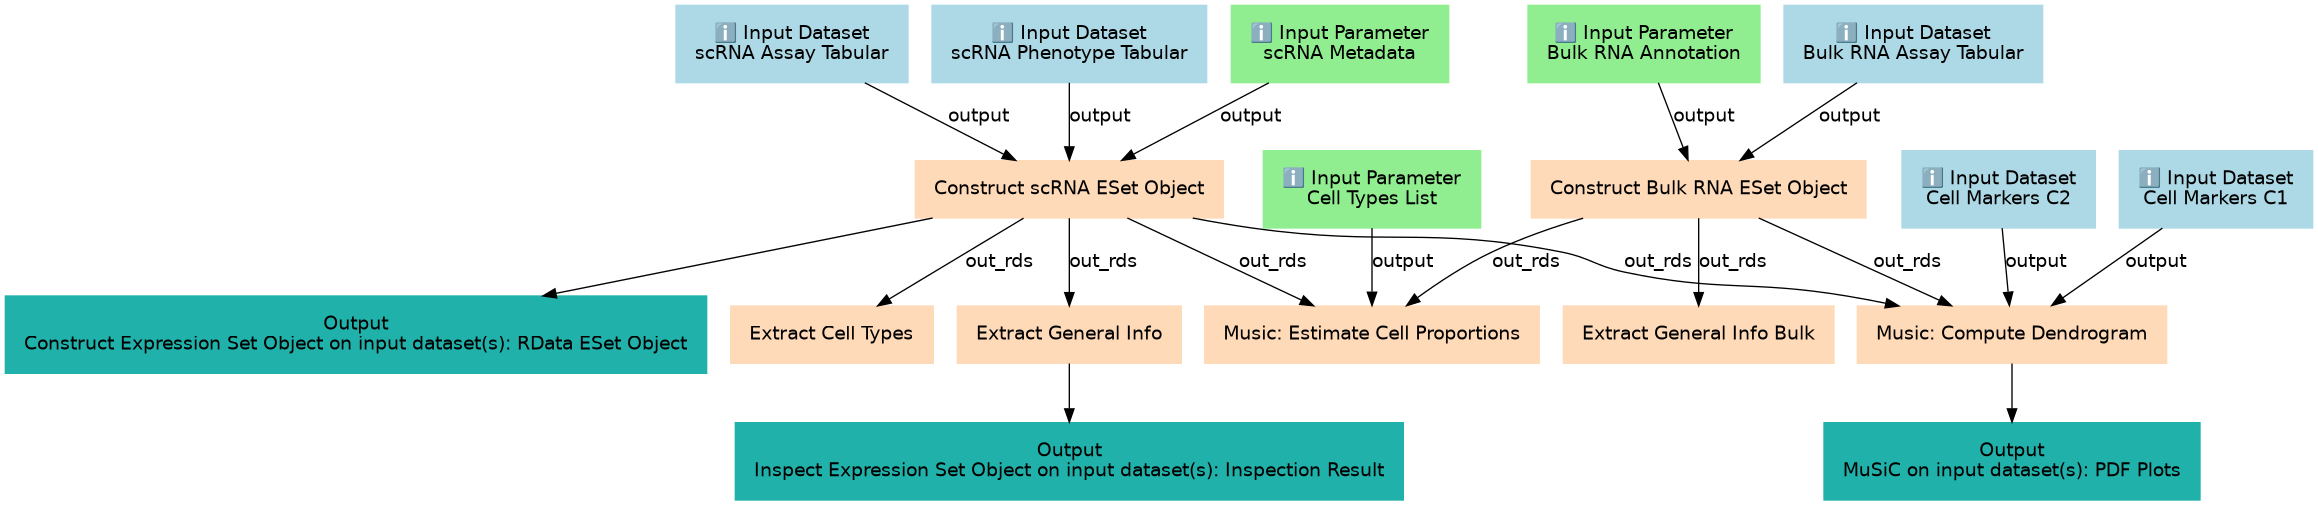 ℹ️ Input Dataset
scRNA Assay Tabular
ℹ️ Input Dataset
scRNA Phenotype Tabular
ℹ️ Input Parameter
scRNA Metadata
ℹ️ Input Parameter
Bulk RNA Annotation
ℹ️ Input Dataset
Bulk RNA Assay Tabular
output
output
output
output
output
Construct scRNA ESet Object
ℹ️ Input Parameter
Cell Types List
Construct Bulk RNA ESet Object
ℹ️ Input Dataset
Cell Markers C2
ℹ️ Input Dataset
Cell Markers C1
out_rds
out_rds
out_rds
output
out_rds
out_rds
out_rds
out_rds
output
output
Output
Construct Expression Set Object on input dataset(s): RData ESet Object
Extract Cell Types
Extract General Info
Music: Estimate Cell Proportions
Extract General Info Bulk
Music: Compute Dendrogram
Output
Inspect Expression Set Object on input dataset(s): Inspection Result
Output
MuSiC on input dataset(s): PDF Plots